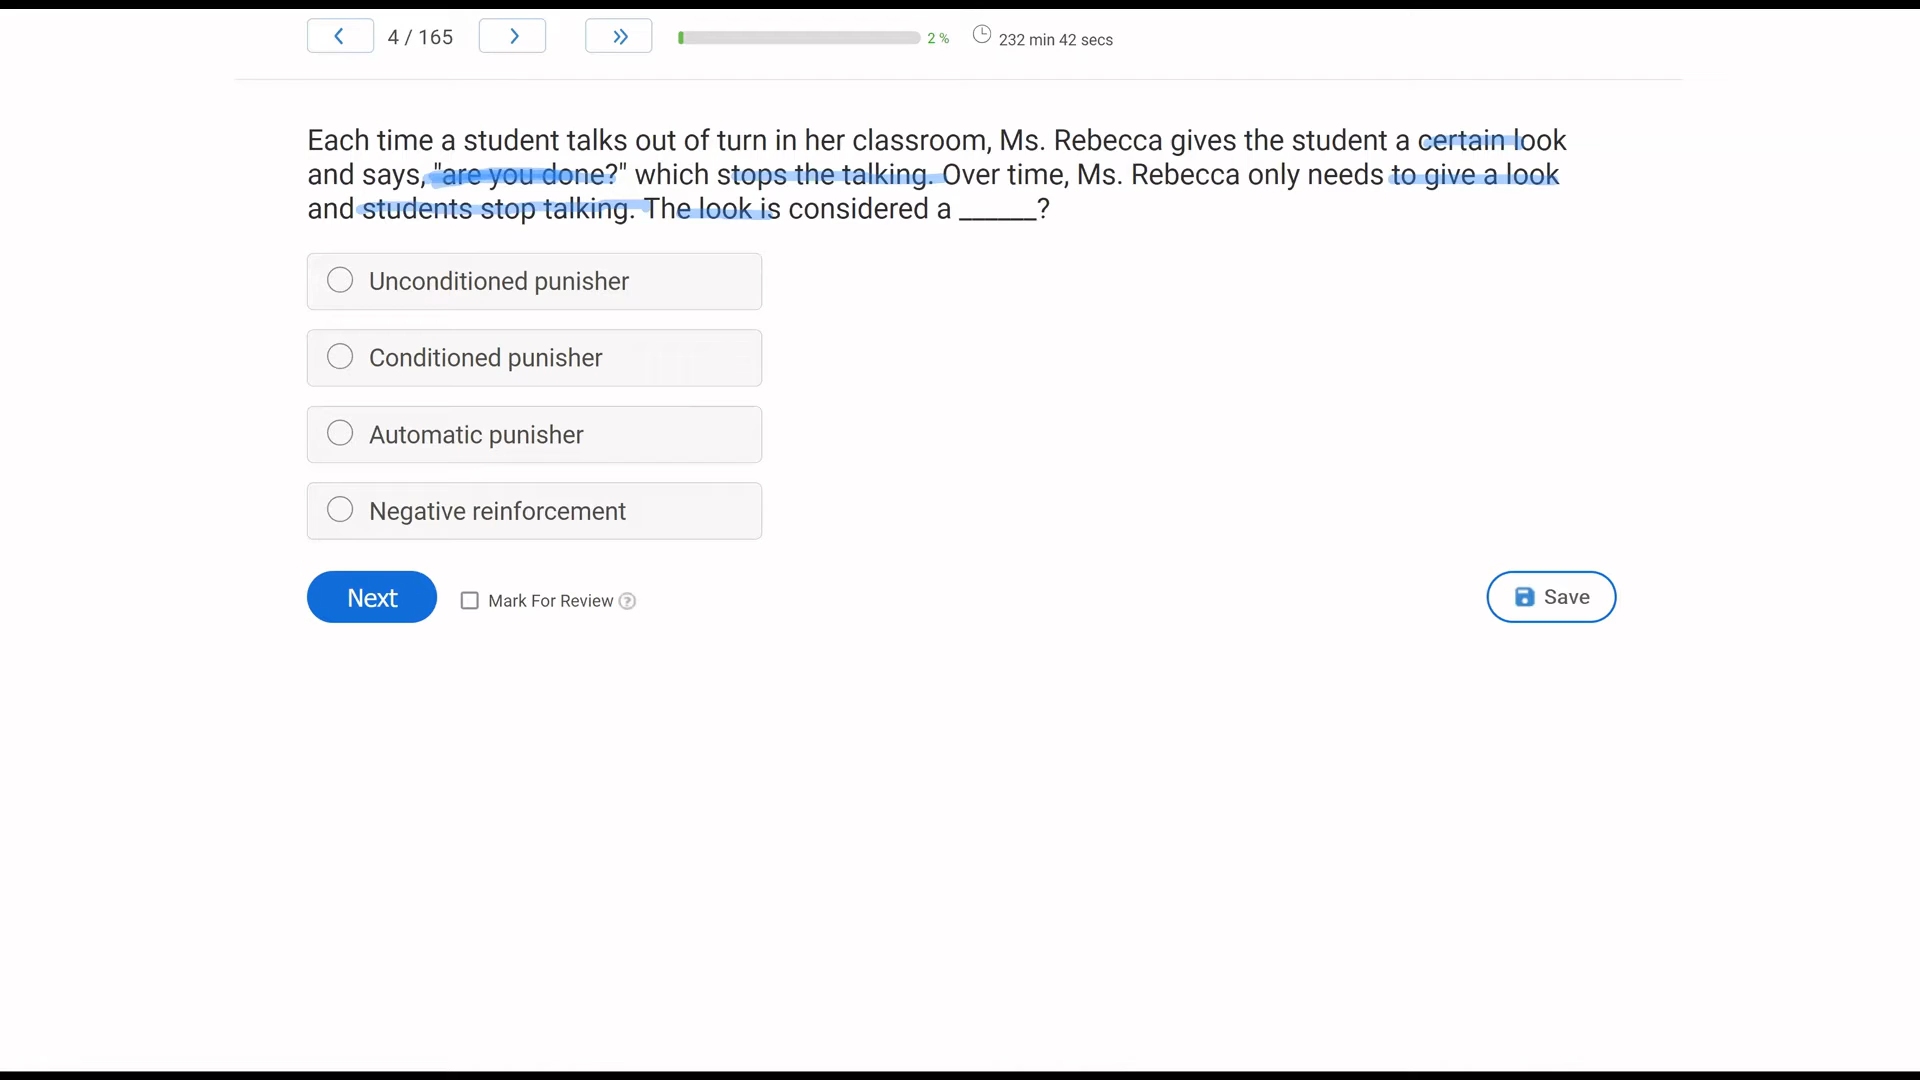 4 / 165
2 %
232 min 42 secs
Each time a student talks out of turn in her classroom, Ms. Rebecca gives the student a certain look
and says, "are you done?" which stops the talking. Over time, Ms. Rebecca only needs to give a look
and students stop talking. The look is considered a ______?
Unconditioned punisher
Conditioned punisher
Automatic punisher
Negative reinforcement
Next
Mark For Review ?
Save